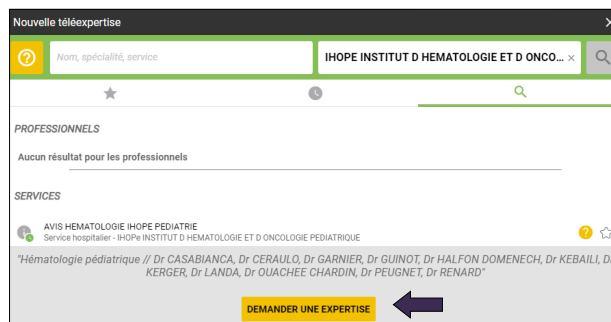 Nouvelle téléexpertise
Nom, spécialité, service
IHOPE INSTITUT D HEMATOLOGIE ET D ONCO...
PROFESSIONNELS
Aucun résultat pour les professionnels
SERVICES
AVIS HEMATOLOGIE IHOPE PEDIATRIE
Service hospitalier - IHOPe INSTITUT D HEMATOLOGIE ET D ONCOLOGIE PEDIATRIQUE
"Hématologie pédiatrique // Dr CASABIANCA, Dr CERAULO, Dr GARNIER, Dr GUINOT, Dr HALFON DOMENECH, Dr KEBAILI, Dr
KERGER, Dr LANDA, Dr OUACHEE CHARDIN, Dr PEUGNET, Dr RENARD"
DEMANDER UNE EXPERTISE